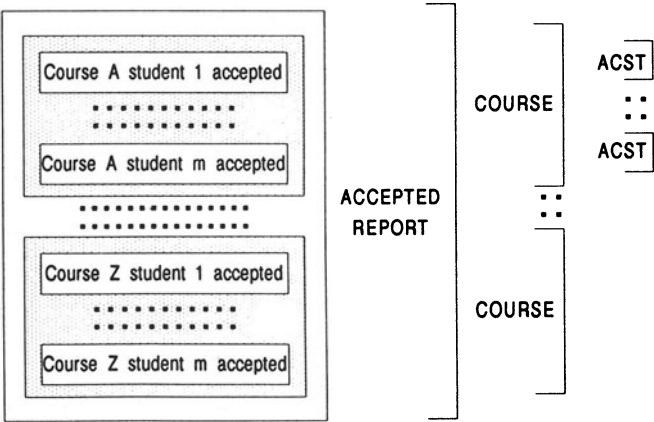 Course A student 1 accepted
Course A student m accepted
Course Z student 1 accepted
Course Z student m accepted
ACCEPTED
REPORT
COURSE
COURSE
ACST
ACST